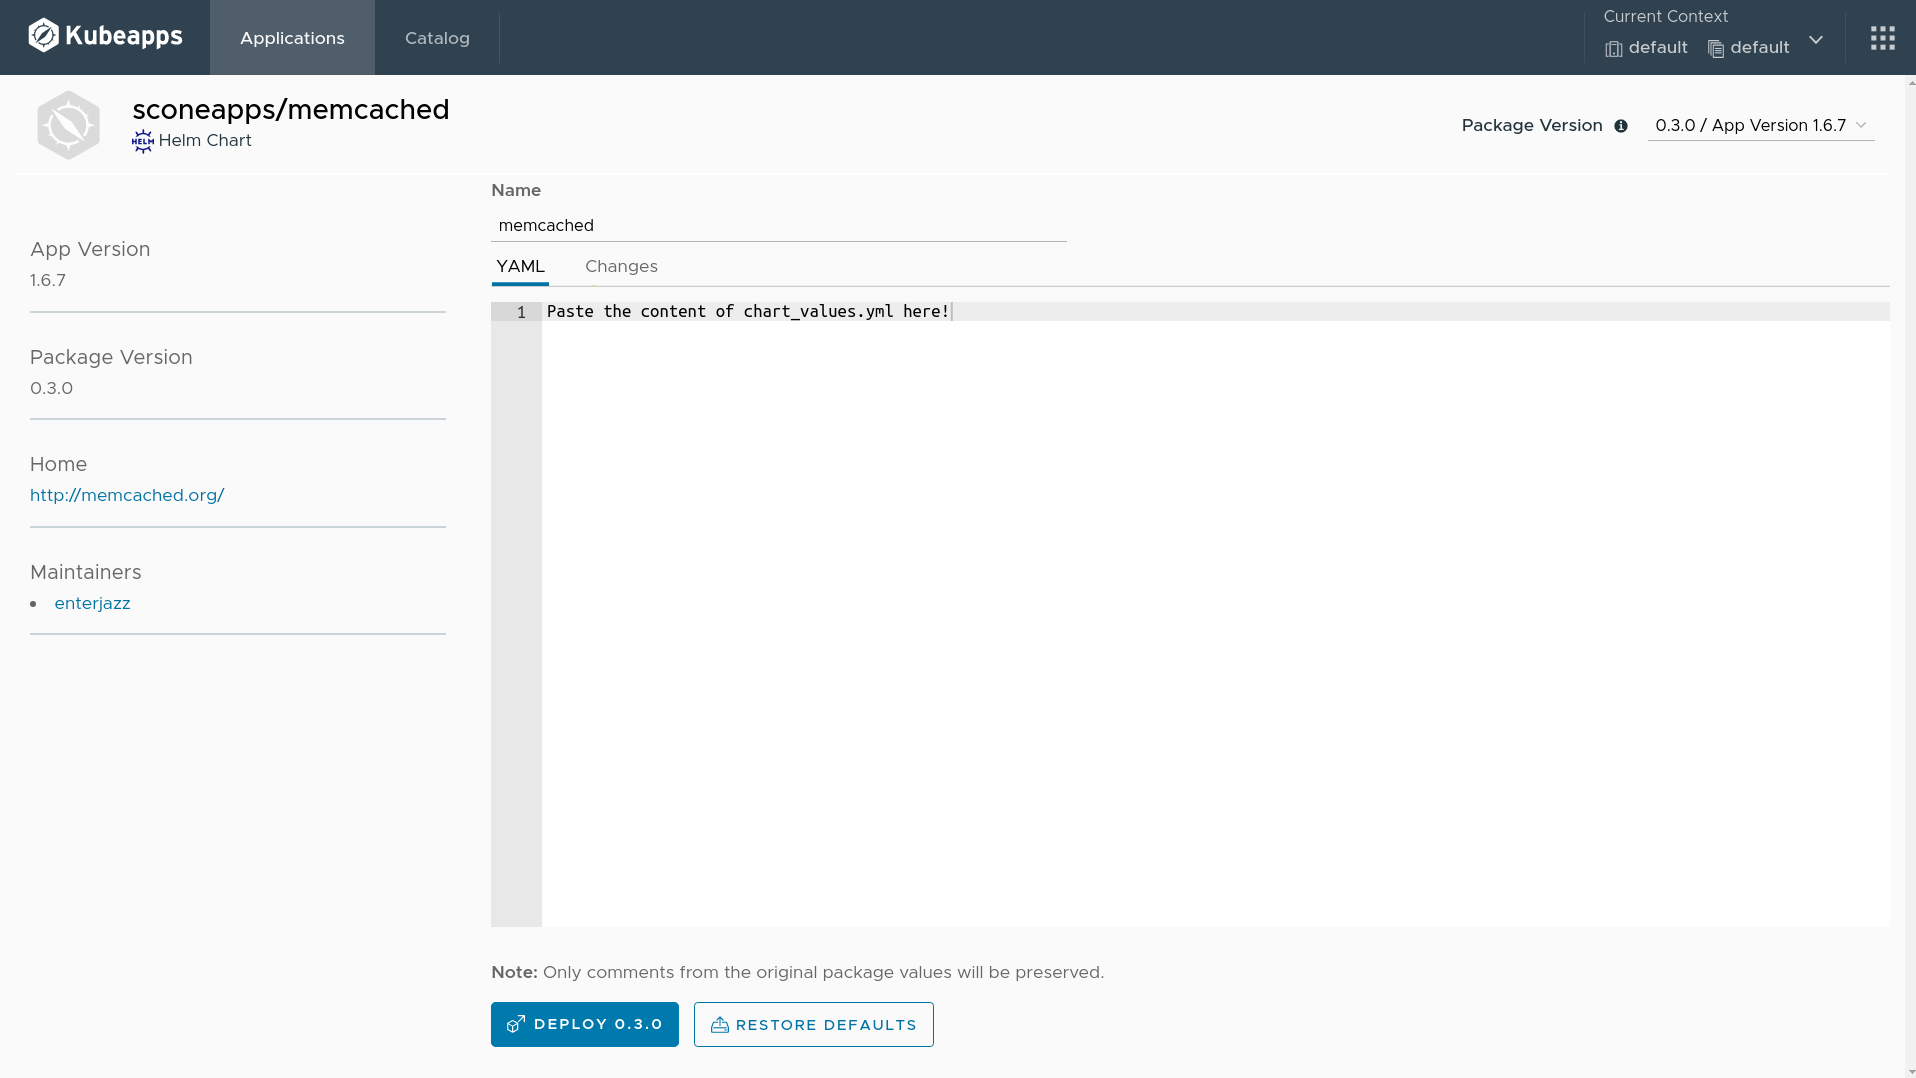 Kubeapps
Applications
Catalog
Current Context
default default
sconeapps/memcached
HELM Helm Chart
Package Version
0.3.0 / App Version 1.6.7
App Version
1.6.7
Package Version
0.3.0
Home
http://memcached.org/
Maintainers
enterjazz
Name
memcached
YAML Changes
1 Paste the content of chart_values.yml here!
Note: Only comments from the original package values will be preserved.
DEPLOY 0.3.0
RESTORE DEFAULTS